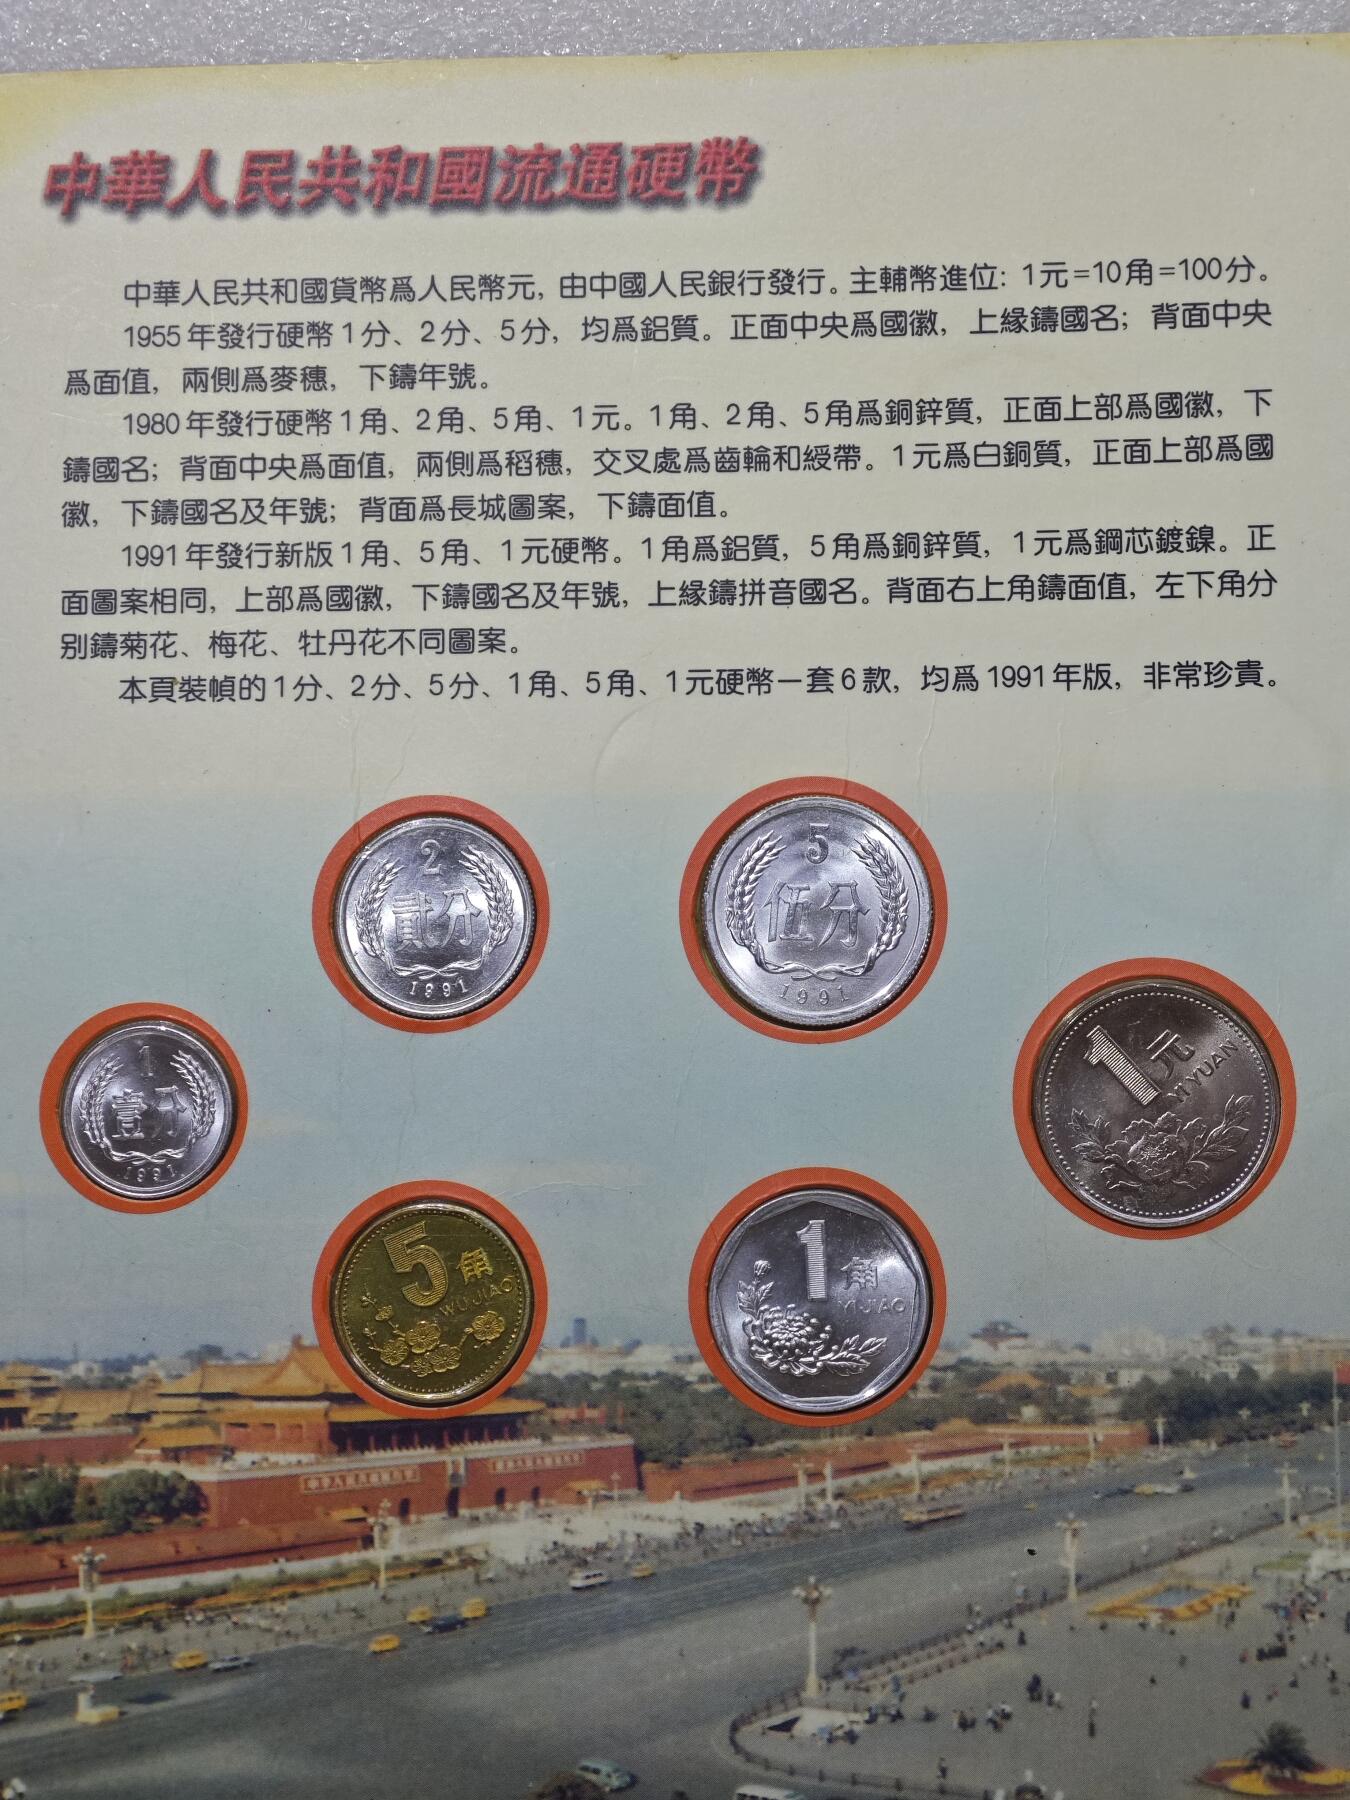 中華人民共和國流通硬幣
中華人民共和國貨幣爲人民幣元，由中國人民銀行發行。主輔幣進位：1元=10角=100分。
1955年發行硬幣1分、2分、5分，均爲鋁質。正面中央爲國徽，上緣鑄國名；背面中央
爲面值，兩側爲麥穗，下鑄年號。
1980年發行硬幣1角、2角、5角、1元。1角、2角、5角爲銅鋅質，正面上部爲國徽，下
鑄國名；背面中央爲面值，兩側爲稻穗，交叉處爲齒輪和綬帶。1元爲白銅質，正面上部爲國
徽，下鑄國名及年號；背面爲長城圖案，下鑄面值。
1991年發行新版1角、5角、1元硬幣。1角爲鋁質，5角爲銅鋅質，1元爲鋼芯鍍鎳。正
面圖案相同，上部爲國徽，下鑄國名及年號，上緣鑄拼音國名。背面右上角鑄面值，左下角分
别鑄菊花、梅花、牡丹花不同圖案。
本頁裝幀的1分、2分、5分、1角、5角、1元硬幣一套6款，均爲1991年版，非常珍貴。
2
貳分
1991
5
伍分
1991
1
壹分
1991
1元
YI YUAN
5角
WU JIAO
1角
YI JIAO